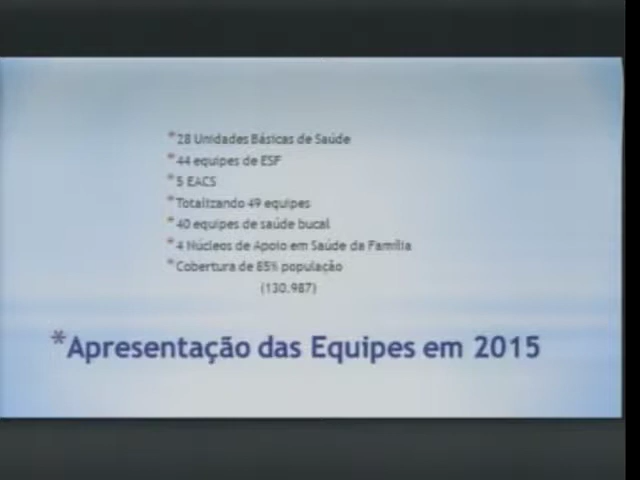 *28 Unidades Básicas de Saúde
*44 equipes de ESF
*5 EACS
*Totalizando 49 equipes
*40 equipes de saúde bucal
*4 Núcleos de Apoio em Saúde da Família
*Cobertura de 85% população
(130.987)
*Apresentação das Equipes em 2015